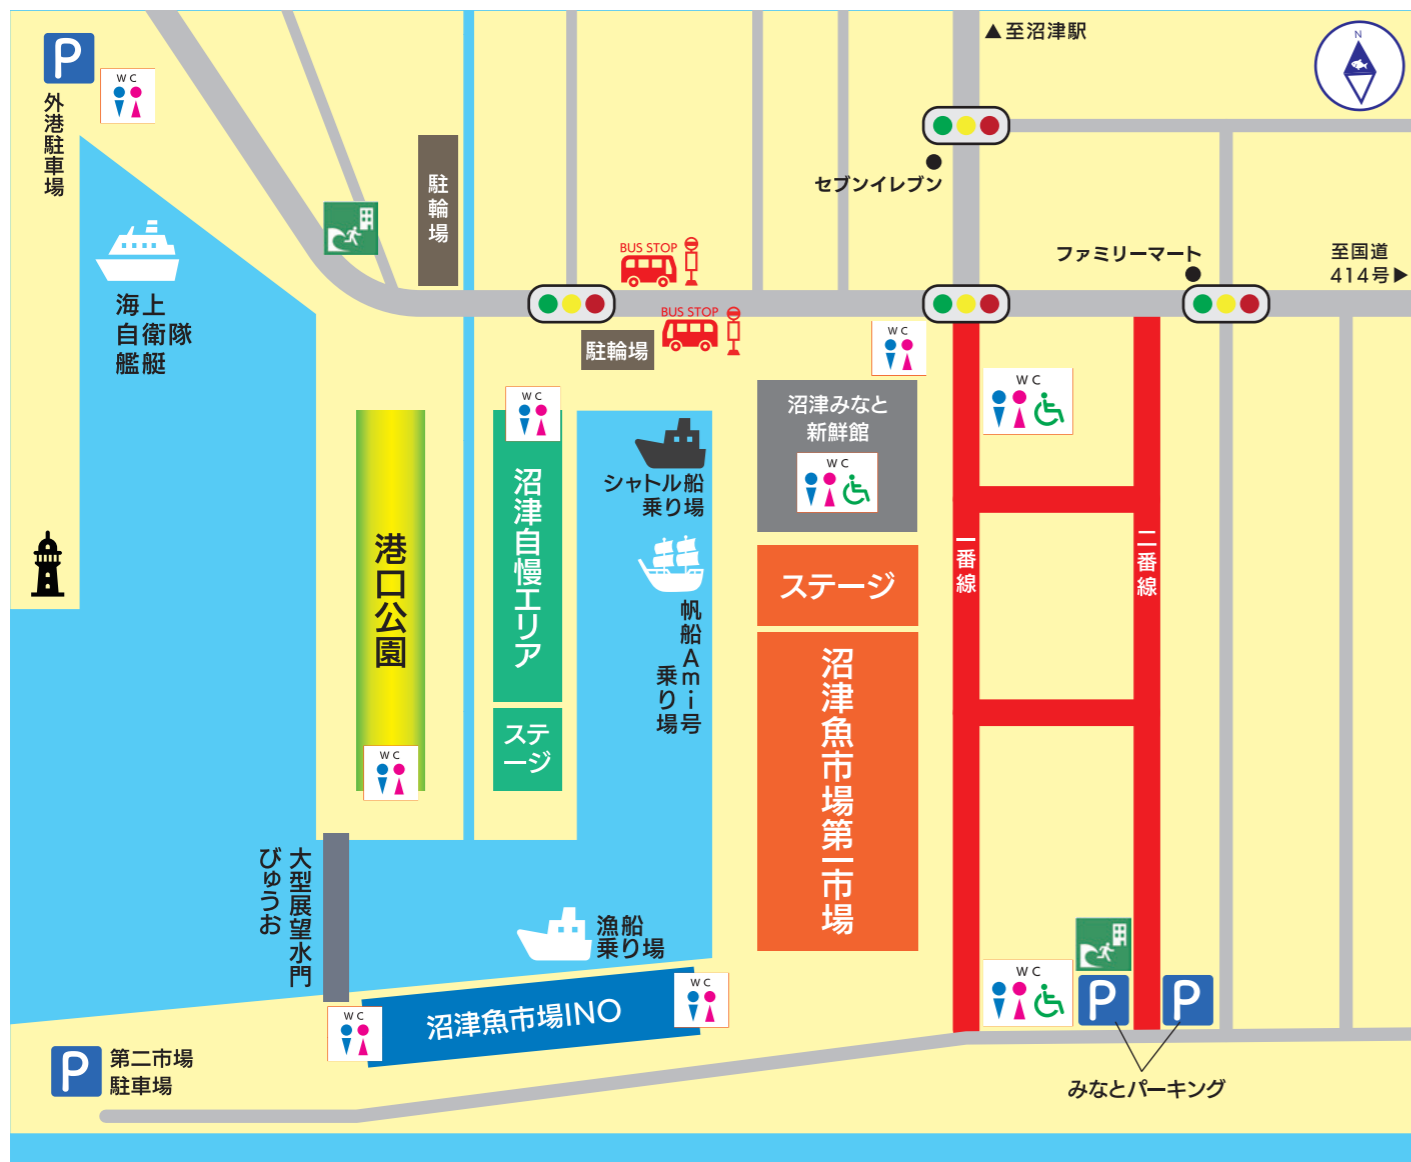 ▲至沼津駅
N
P
WC
外港駐車場
セブンイレブン
駐輪場
BUS STOP
ファミリーマート
至国道
414号▶
海上
自衛隊
艦艇
BUS STOP
駐輪場
WC
WC
WC
沼津みなと
新鮮館
WC
シャトル船
乗り場
沼津自慢エリア
港口公園
一番線
二番線
ステージ
帆船Ami号
乗り場
沼津魚市場第一市場
ステ
ージ
WC
大型展望水門
びゅうお
漁船
乗り場
WC
WC
P
P
沼津魚市場INO
WC
P
第二市場
駐車場
みなとパーキング